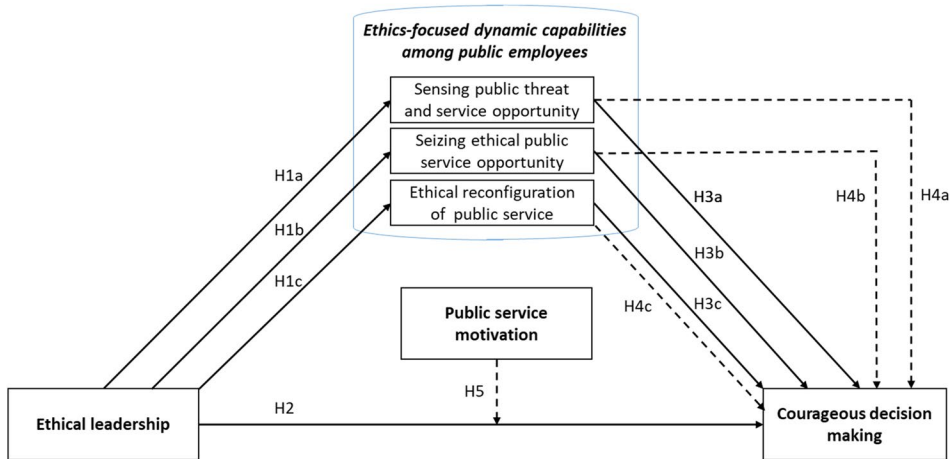 Ethics-focused dynamic capabilities
among public employees
Sensing public threat
and service opportunity
Seizing ethical public
service opportunity
Ethical reconfiguration
of public service
H1a
H1b
H1c
H3a
H3b
H3c
H4b
H4a
H4c
Public service
motivation
H5
Ethical leadership
H2
Courageous decision
making